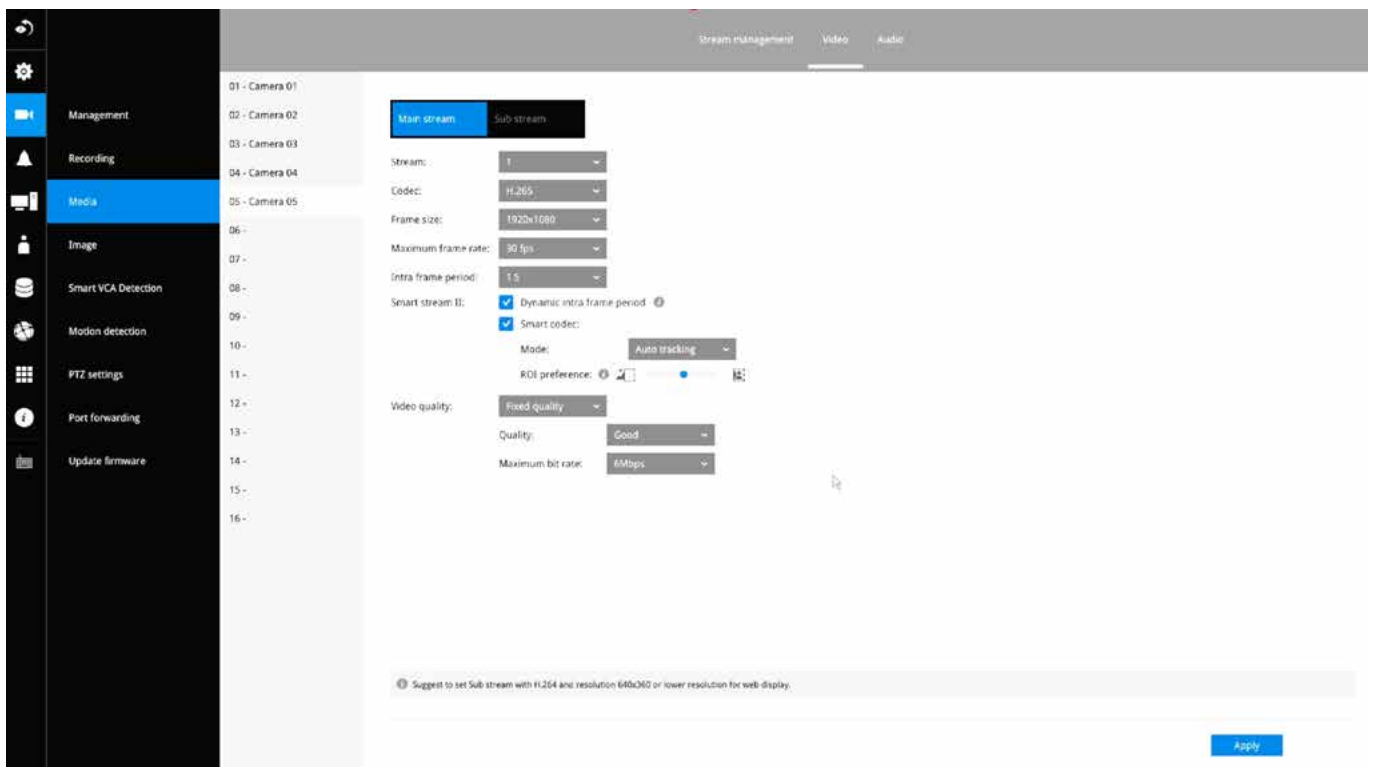 Stream management Video Audio
Management
Recording
Media
Image
Smart VCA Detection
Motion detection
PTZ settings
Port forwarding
Update firmware
01 - Camera 01
02 - Camera 02
03 - Camera 03
04 - Camera 04
05 - Camera 05
06 -
07 -
08 -
09 -
10 -
11 -
12 -
13 -
14 -
15 -
16 -
Main stream Sub stream
Stream: 1
Codec: H.265
Frame size: 1920x1080
Maximum frame rate: 30 fps
Intra frame period: 1 S
Smart stream II: Dynamic intra frame period
Smart codec:
Mode: Auto tracking
ROI preference:
Video quality: Fixed quality
Quality: Good
Maximum bit rate: 6Mbps
Suggest to set Sub stream with H.264 and resolution 640x360 or lower resolution for web display.
Apply